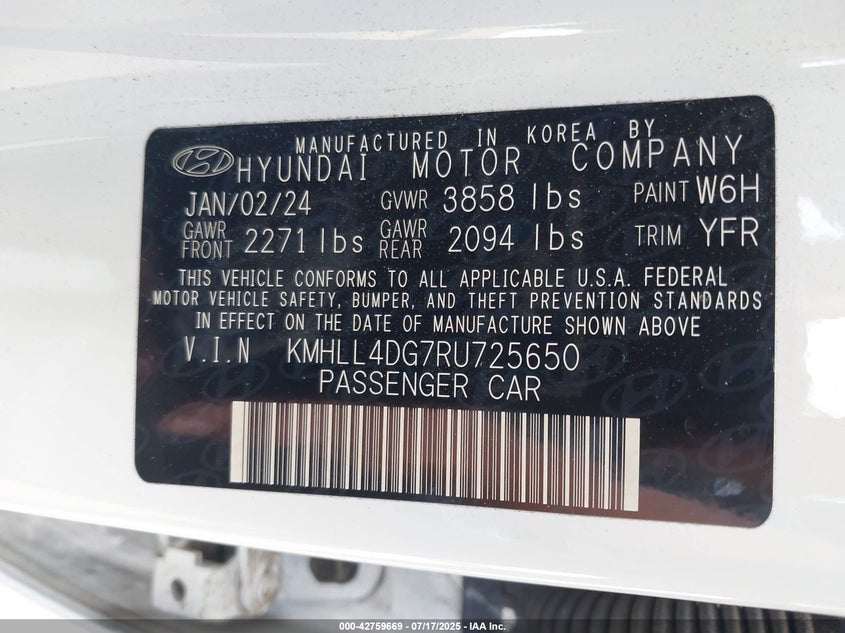 MANUFACTURED IN KOREA BY
HYUNDAI MOTOR COMPANY
JAN/02/24 GVWR 3858 lbs PAINT W6H
GAWR FRONT 2271 lbs GAWR REAR 2094 lbs TRIM YFR
THIS VEHICLE CONFORMS TO ALL APPLICABLE U.S.A. FEDERAL
MOTOR VEHICLE SAFETY, BUMPER, AND THEFT PREVENTION STANDARDS
IN EFFECT ON THE DATE OF MANUFACTURE SHOWN ABOVE
V.I.N KMHLL4DG7RU725650
PASSENGER CAR
000-42759669 - 07/17/2025 - IAA Inc.